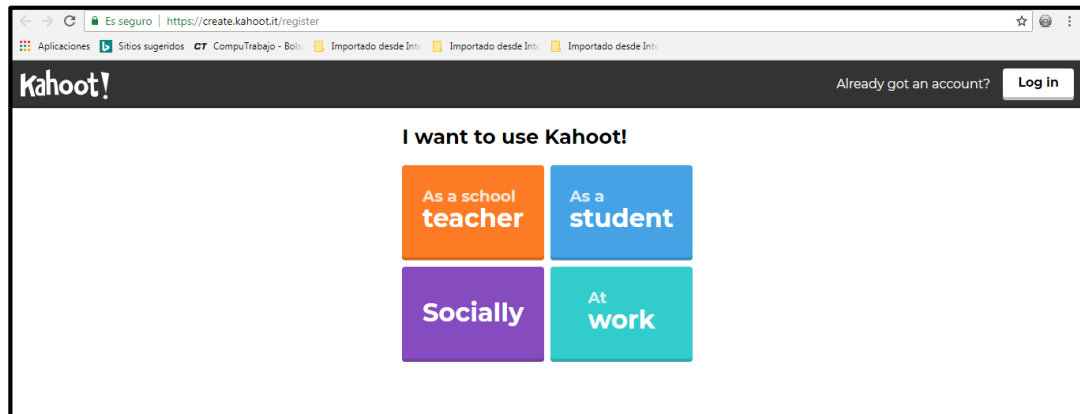 Es seguro | https://create.kahoot.it/register
Aplicaciones Sitios sugeridos CT CompuTrabajo - Bols Importado desde Inte Importado desde Inte Importado desde Inte
Kahoot! Already got an account? Log in
I want to use Kahoot!
As a school
teacher
As a
student
Socially
At
work